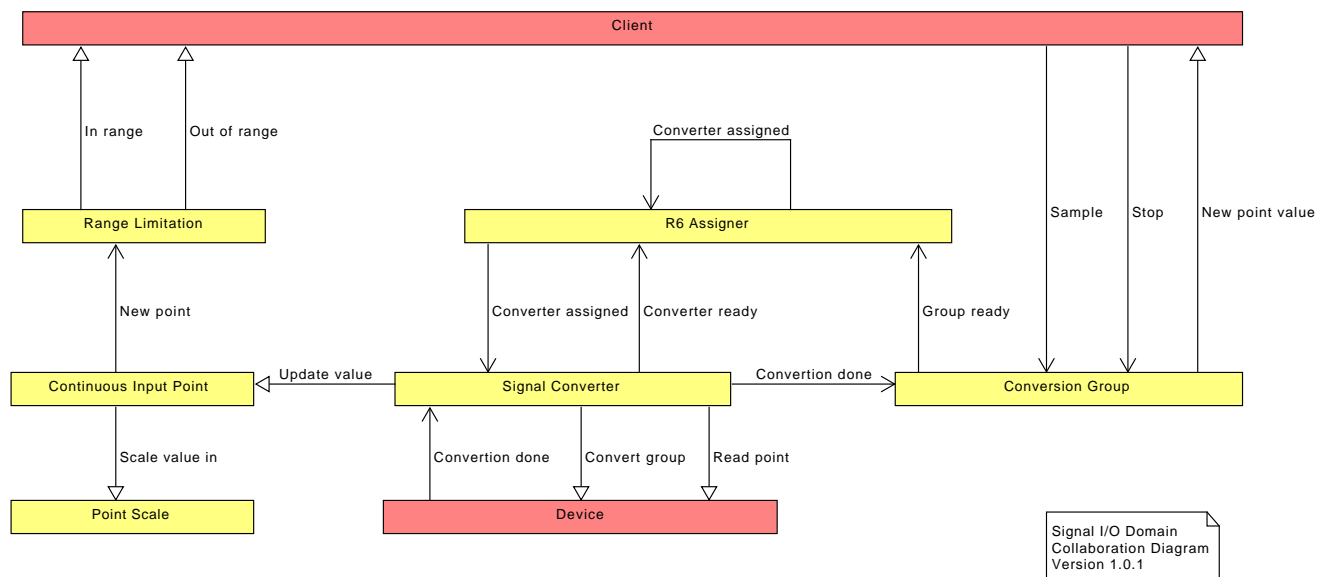 Client
In range
Out of range
Converter assigned
Range Limitation
R6 Assigner
Sample
Stop
New point value
New point
Converter assigned
Converter ready
Group ready
Update value
Convertion done
Continuous Input Point
Signal Converter
Conversion Group
Scale value in
Convertion done
Convert group
Read point
Point Scale
Device
Signal I/O Domain
Collaboration Diagram
Version 1.0.1